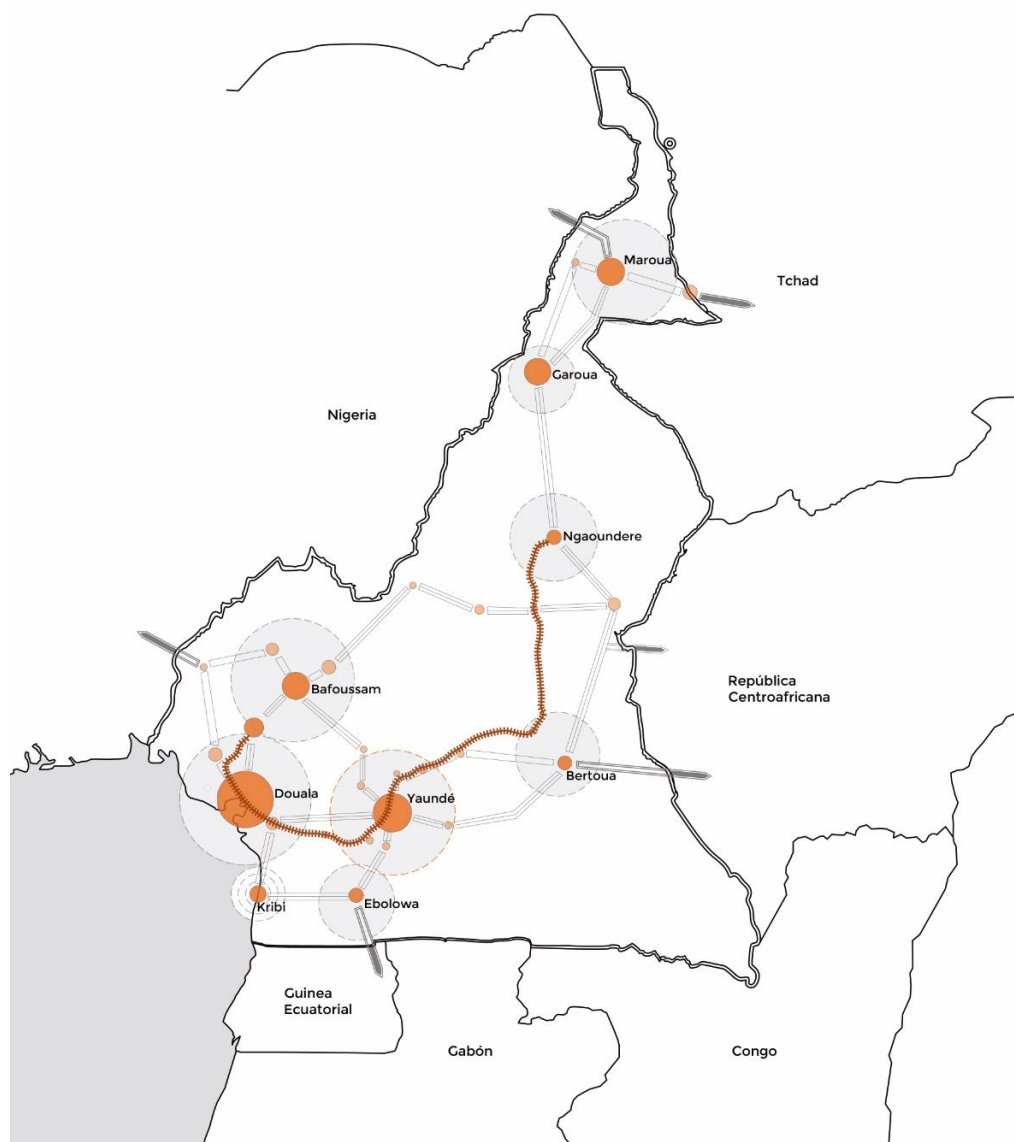 Maroua
Tchad
Garoua
Nigeria
Ngaoundere
República
Centroafricana
Bafoussam
Bertoua
Douala
Yaundé
Kribi
Ebolowa
Guinea
Ecuatorial
Gabón
Congo